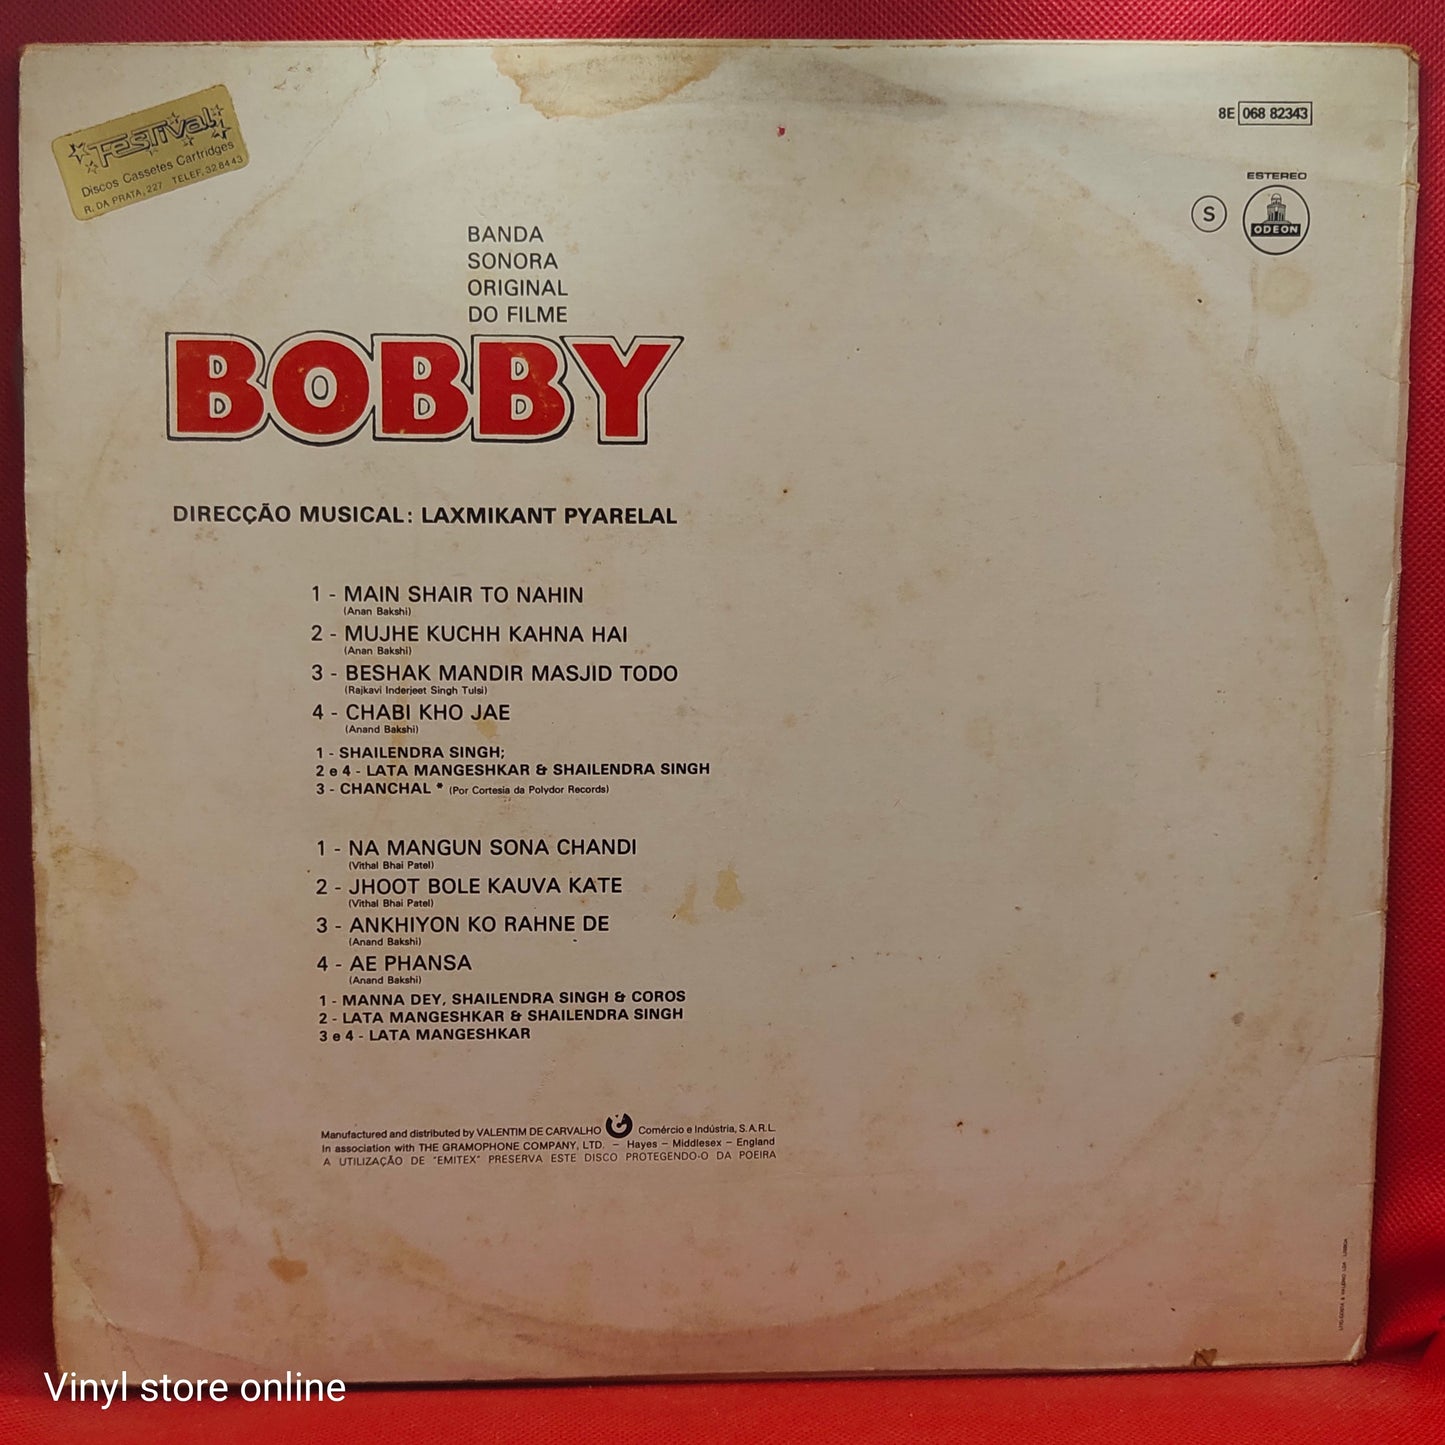 Festival
Discos Cassetes Cartridges
R. DA PRATA, 227 TELEF. 328443
8E 068 82343
ESTEREO
S
ODEON
BANDA
SONORA
ORIGINAL
DO FILME
BOBBY
DIRECÇÃO MUSICAL: LAXMIKANT PYARELAL
1 - MAIN SHAIR TO NAHIN
(Anan Bakshi)
2 - MUJHE KUCHH KAHNA HAI
(Anan Bakshi)
3 - BESHAK MANDIR MASJID TODO
(Rajkavi Inderjeet Singh Tulsi)
4 - CHABI KHO JAE
(Anand Bakshi)
1 - SHAILENDRA SINGH;
2 e 4 - LATA MANGESHKAR & SHAILENDRA SINGH
3 - CHANCHAL * (Por Cortesia da Polydor Records)
1 - NA MANGUN SONA CHANDI
(Vithal Bhai Patel)
2 - JHOOT BOLE KAUVA KATE
(Vithal Bhai Patel)
3 - ANKHIYON KO RAHNE DE
(Anand Bakshi)
4 - AE PHANSA
(Anand Bakshi)
1 - MANNA DEY, SHAILENDRA SINGH & COROS
2 - LATA MANGESHKAR & SHAILENDRA SINGH
3 e 4 - LATA MANGESHKAR
Manufactured and distributed by VALENTIM DE CARVALHO Comércio e Indústria, S.A.R.L.
In association with THE GRAMOPHONE COMPANY, LTD. - Hayes - Middlesex - England
A UTILIZAÇÃO DE "EMITEX" PRESERVA ESTE DISCO PROTEGENDO-O DA POEIRA
Vinyl store online